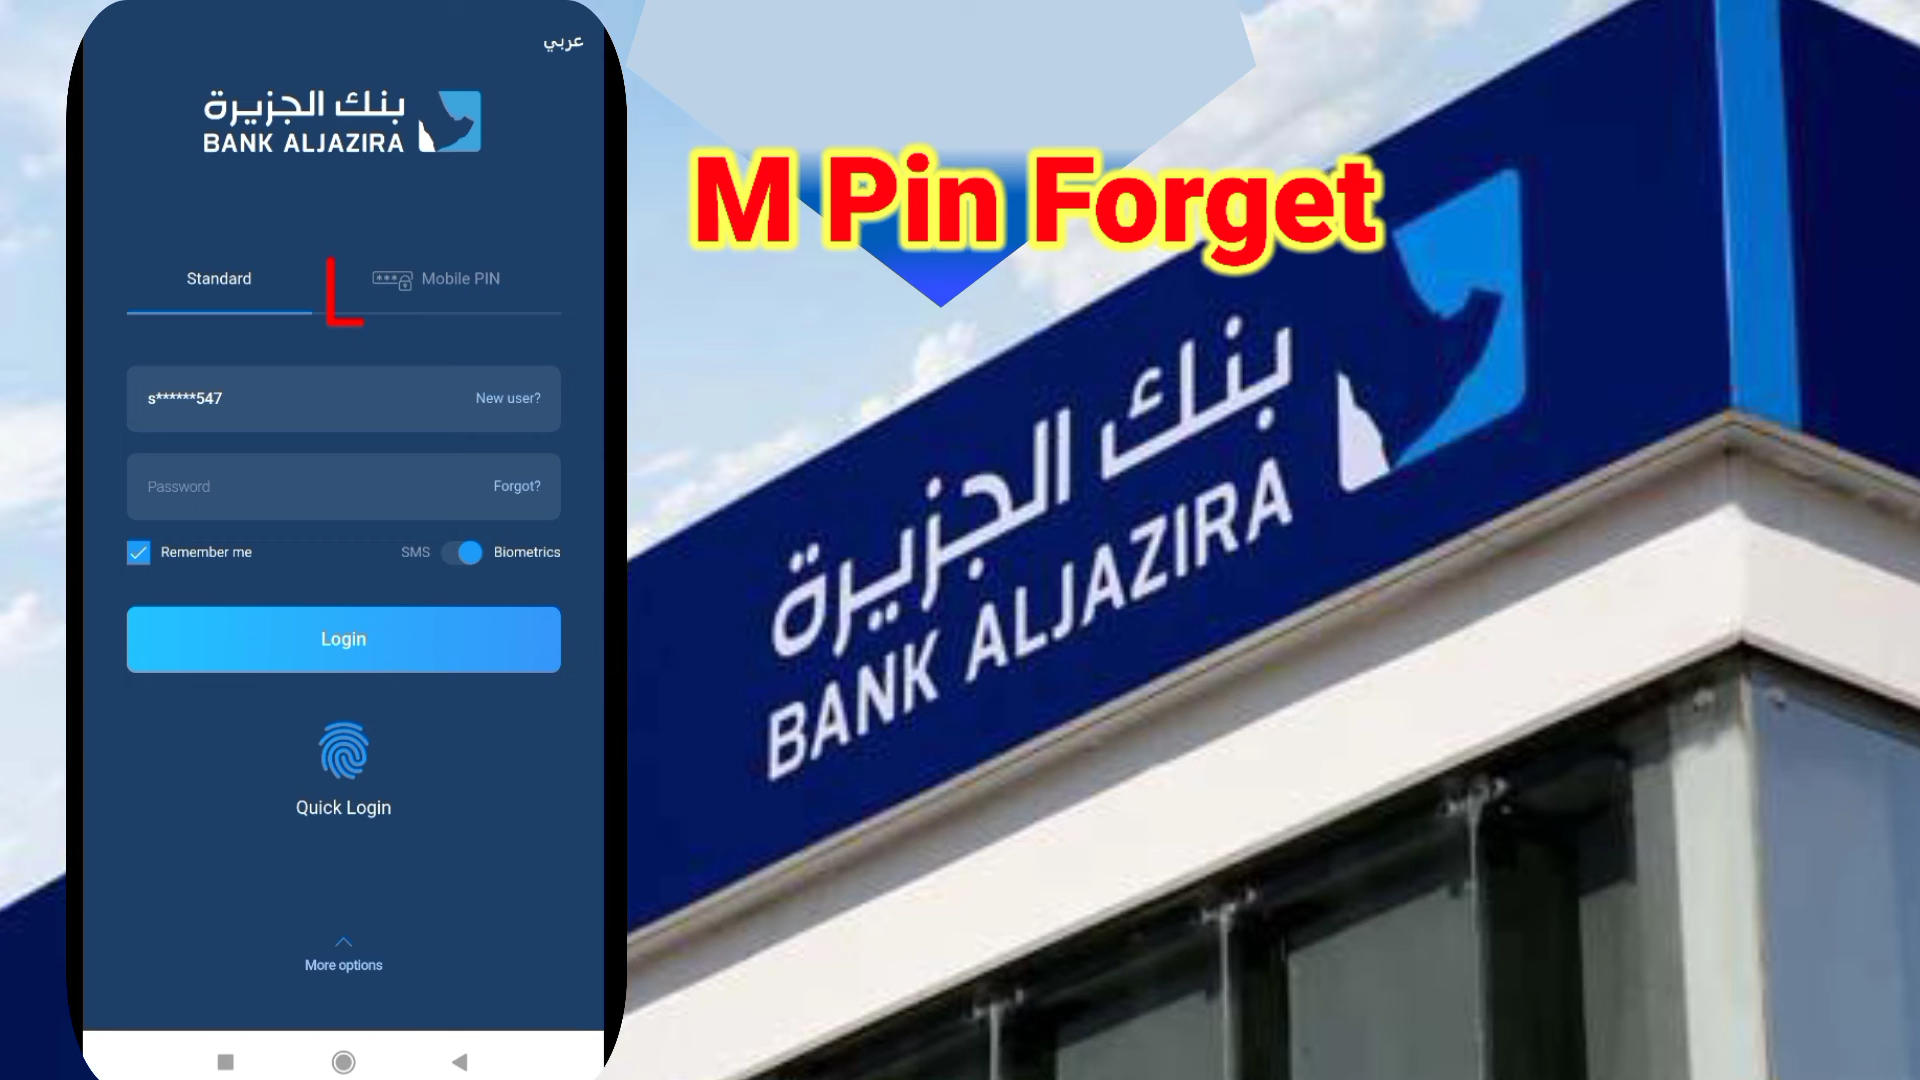 عربي
بنك الجزيرة
BANK ALJAZIRA
Standard
*** Mobile PIN
s******547 New user?
Password Forgot?
Remember me SMS Biometrics
Login
Quick Login
More options
M Pin Forget
بنك الجزيرة
BANK ALJAZIRA